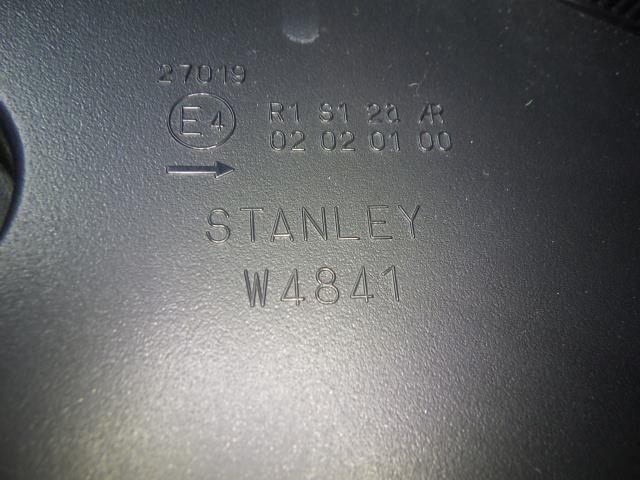 27019
E4 R1 S1 2a AR
02 02 01 00
STANLEY
W4841